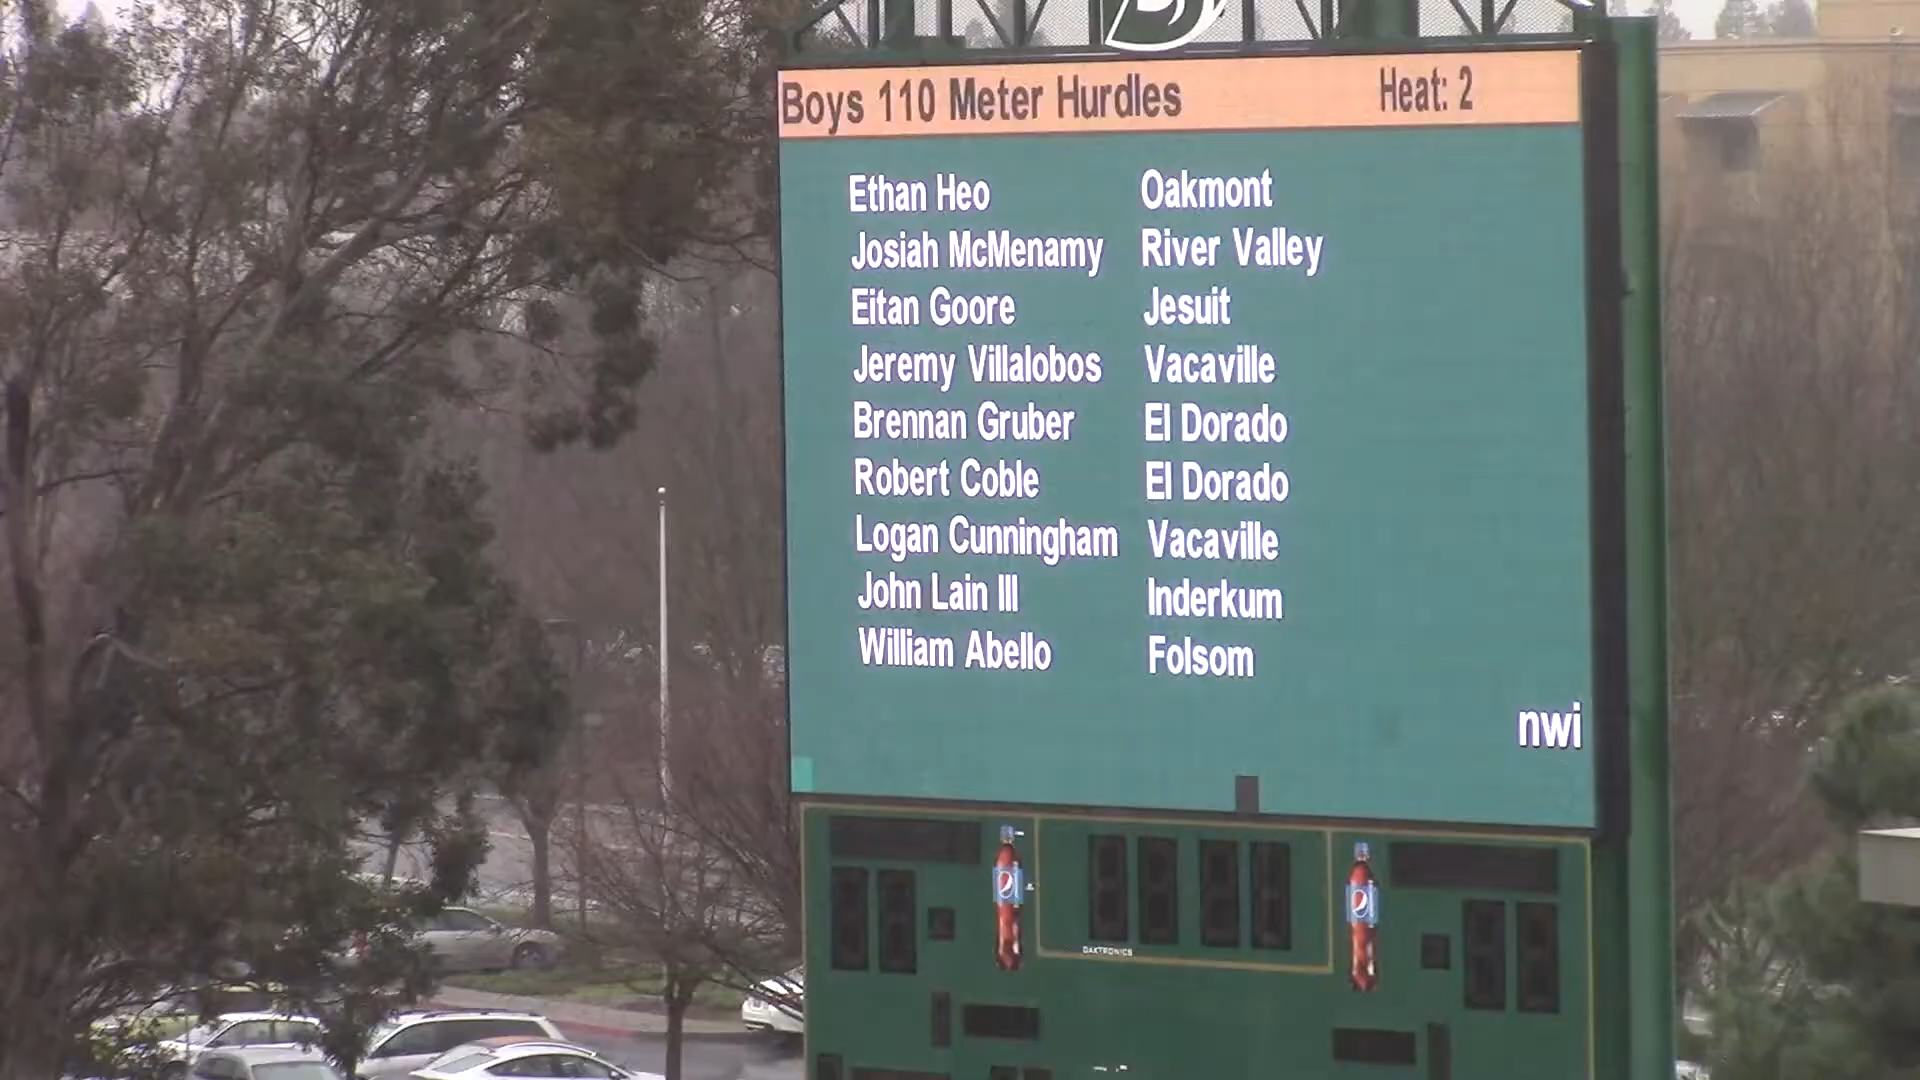 Boys 110 Meter Hurdles Heat: 2
Ethan Heo Oakmont
Josiah McMenamy River Valley
Eitan Goore Jesuit
Jeremy Villalobos Vacaville
Brennan Gruber El Dorado
Robert Coble El Dorado
Logan Cunningham Vacaville
John Lain III Inderkum
William Abello Folsom
nwi
DAKTRONICS